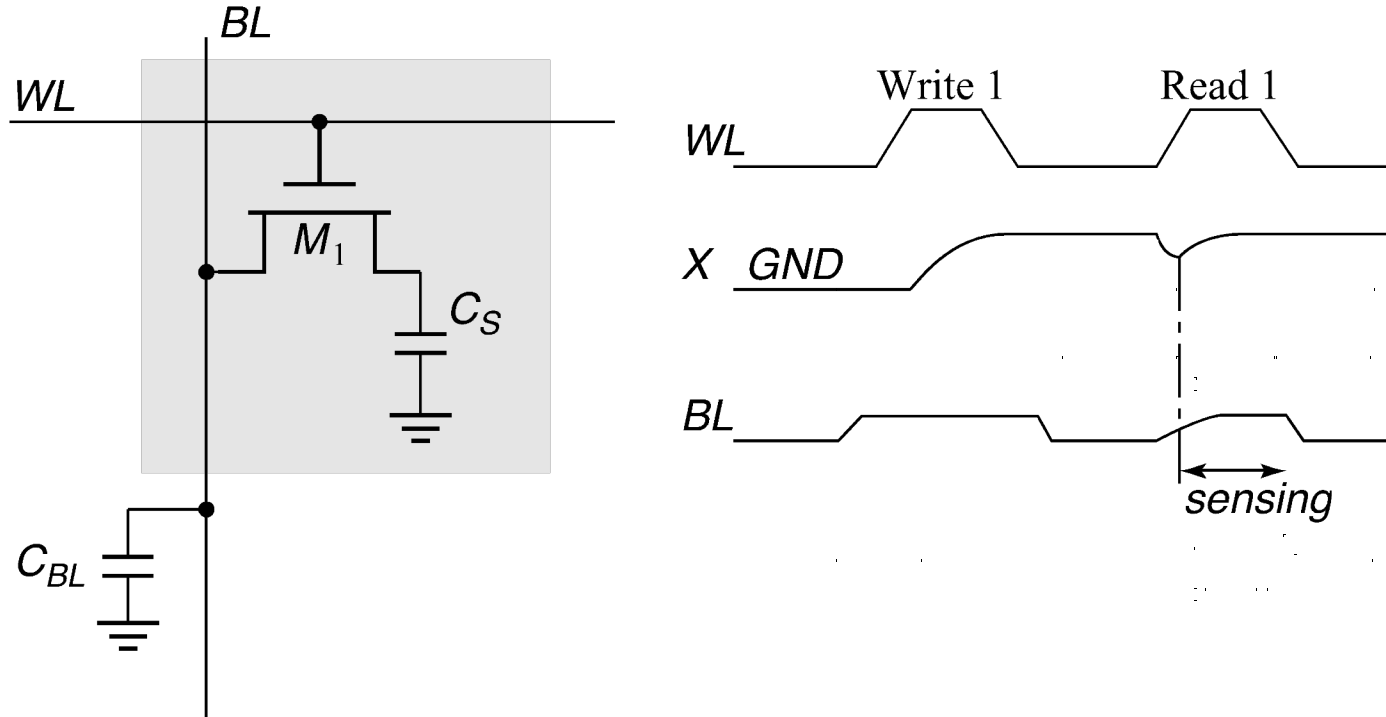 BL
WL
M1
CS
CBL
Write 1
Read 1
WL
X GND
BL
sensing